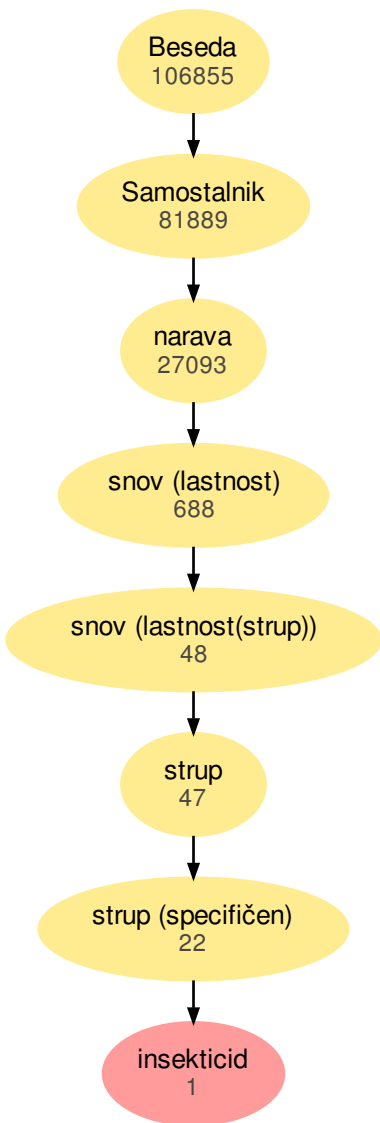 Beseda
106855
Samostalnik
81889
narava
27093
snov (lastnost)
688
snov (lastnost(strup))
48
strup
47
strup (specifičen)
22
insekticid
1